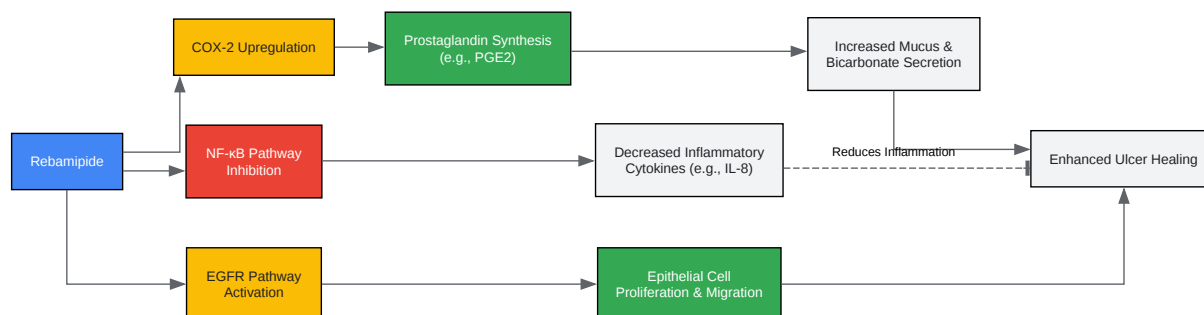 COX-2 Upregulation
Prostaglandin Synthesis
(e.g., PGE2)
Increased Mucus &
Bicarbonate Secretion
Rebamipide
NF-κB Pathway
Inhibition
Decreased Inflammatory
Cytokines (e.g., IL-8)
Reduces Inflammation
Enhanced Ulcer Healing
EGFR Pathway
Activation
Epithelial Cell
Proliferation & Migration